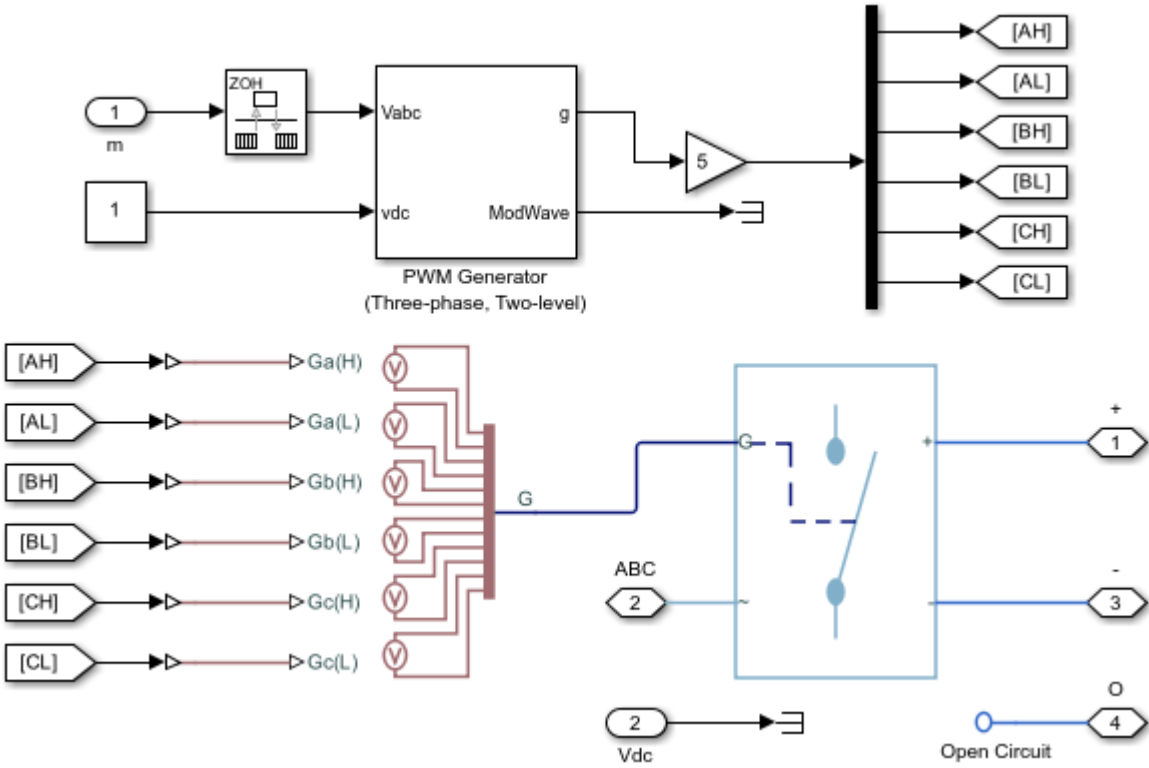 [AH]
[AL]
[BH]
[BL]
[CH]
[CL]
ZOH
1
m
Vabc
g
5
1
vdc
ModWave
PWM Generator
(Three-phase, Two-level)
[AH]
Ga(H)
V
[AL]
Ga(L)
V
[BH]
Gb(H)
V
[BL]
Gb(L)
V
[CH]
Gc(H)
V
[CL]
Gc(L)
V
G
G
+
+
1
ABC
2
~
-
-
3
2
Vdc
O
4
Open Circuit